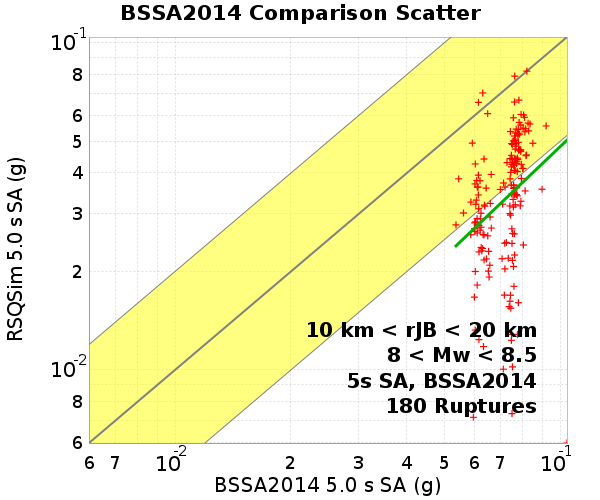 BSSA2014 Comparison Scatter
10-1
8
6
5
4
3
2
10-2
8
6
RSQSim 5.0 s SA (g)
10 km < rJB < 20 km
8 < Mw < 8.5
5s SA, BSSA2014
180 Ruptures
6 7 10-2 2 3 4 5 6 7 10-1
BSSA2014 5.0 s SA (g)